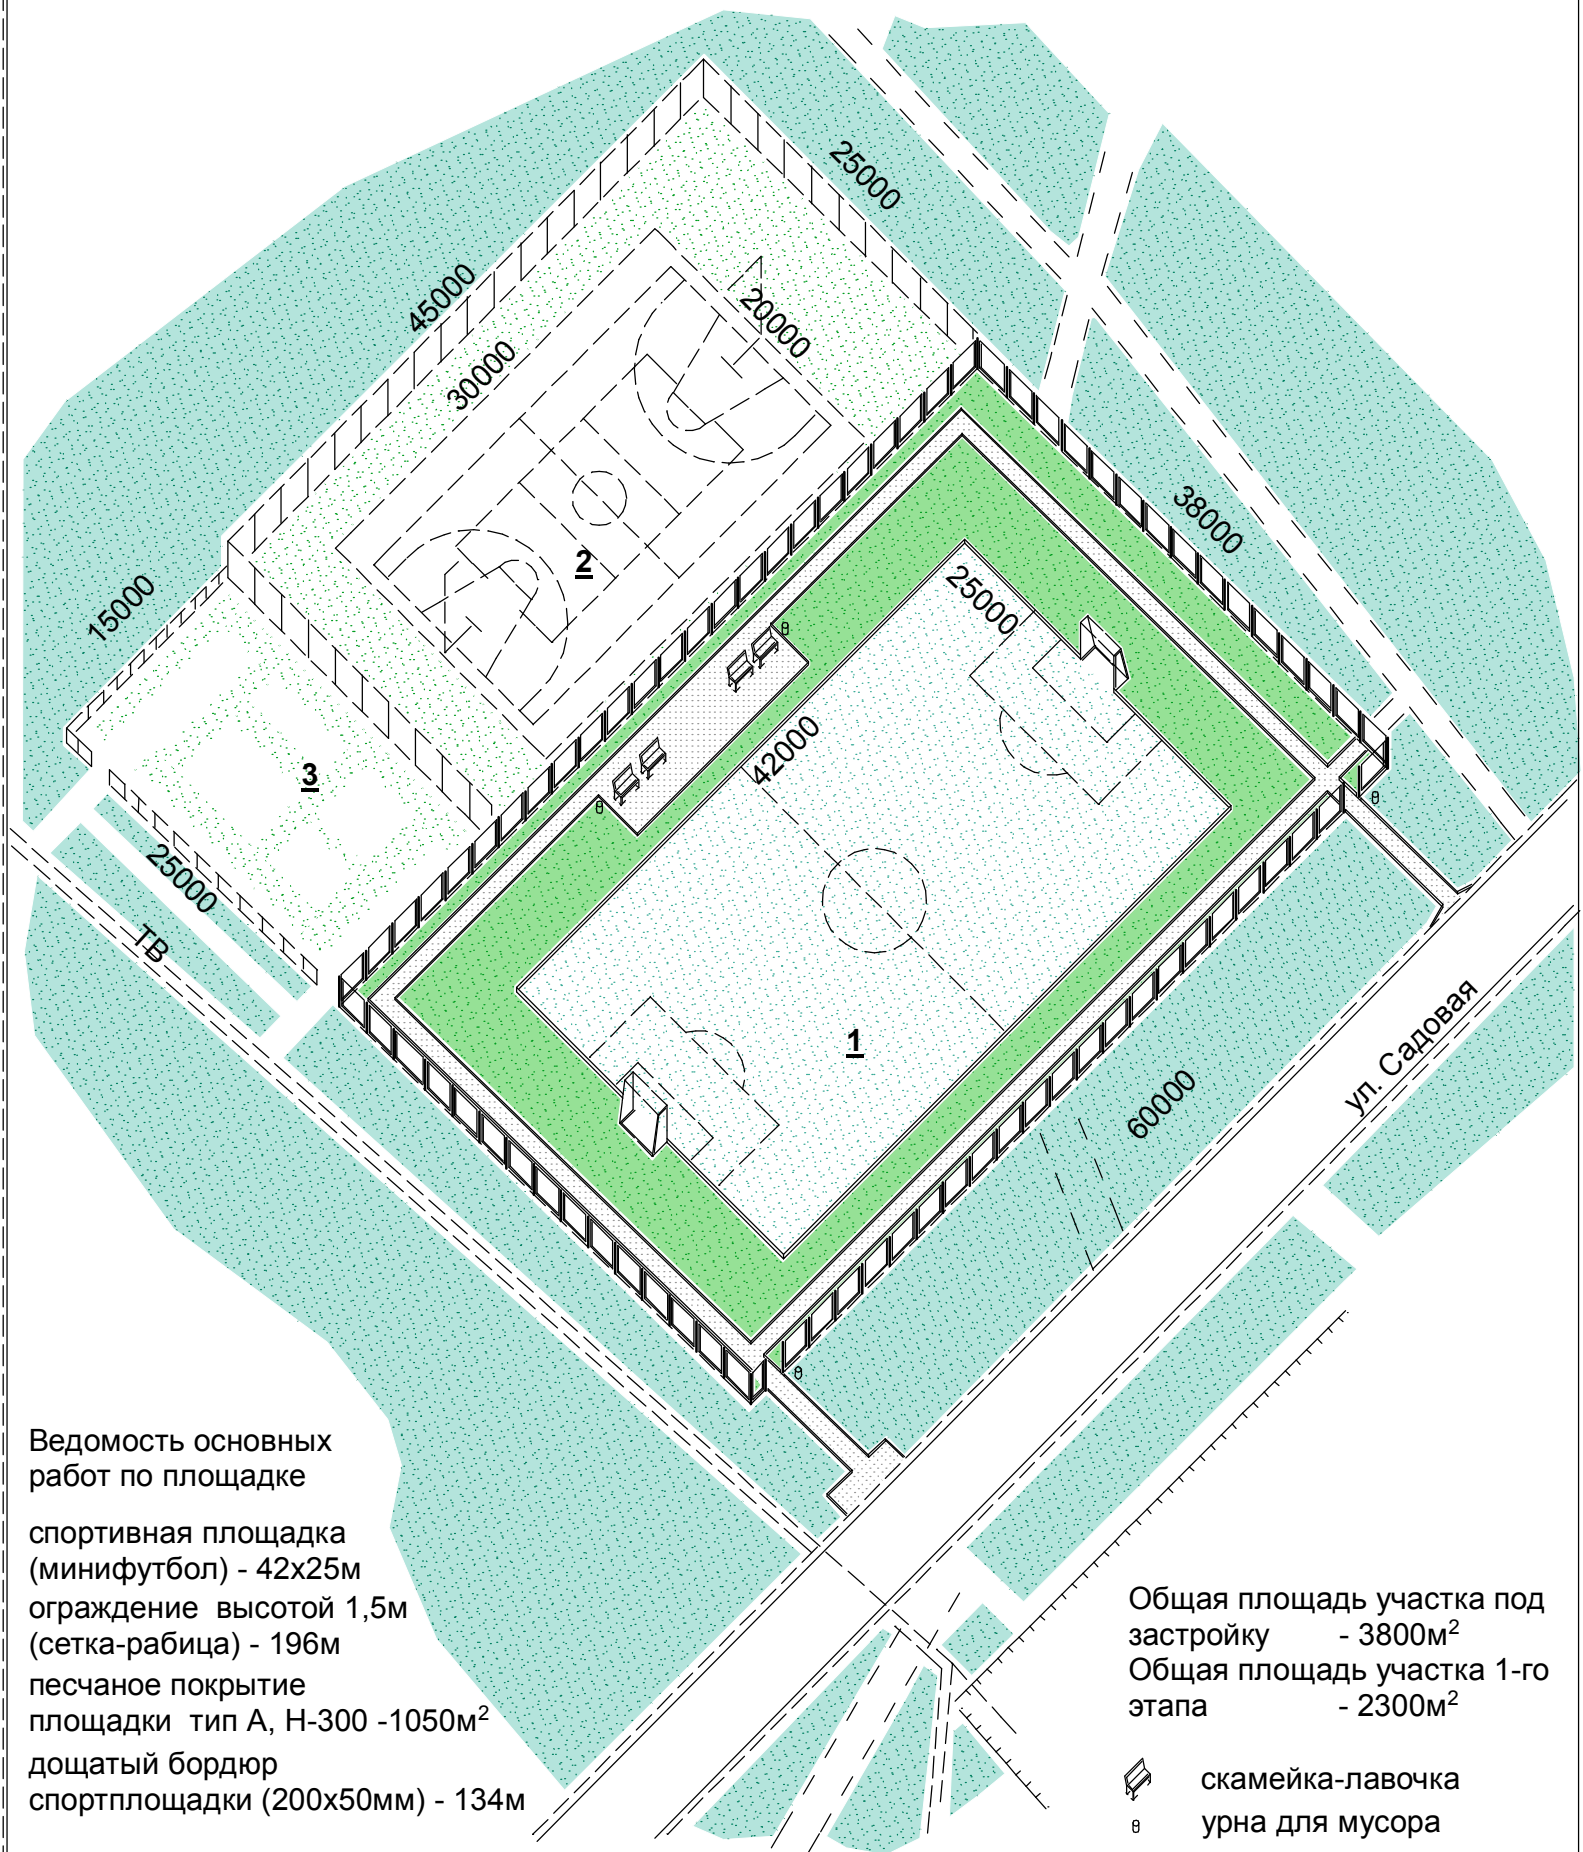 25000
45000
20000
30000
38000
2
25000
15000
42000
3
25000
ТВ
1
ул. Садовая
60000
Ведомость основных
работ по площадке
спортивная площадка
(минифутбол) - 42х25м
ограждение высотой 1,5м
(сетка-рабица) - 196м
песчаное покрытие
площадки тип А, Н-300 -1050м²
дощатый бордюр
спортплощадки (200х50мм) - 134м
Общая площадь участка под
застройку - 3800м²
Общая площадь участка 1-го
этапа - 2300м²
скамейка-лавочка
урна для мусора